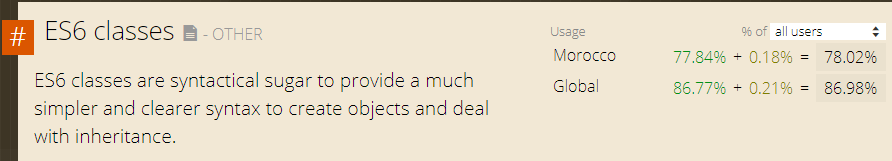 # ES6 classes - OTHER
ES6 classes are syntactical sugar to provide a much
simpler and clearer syntax to create objects and deal
with inheritance.
Usage % of all users
Morocco 77.84% + 0.18% = 78.02%
Global 86.77% + 0.21% = 86.98%